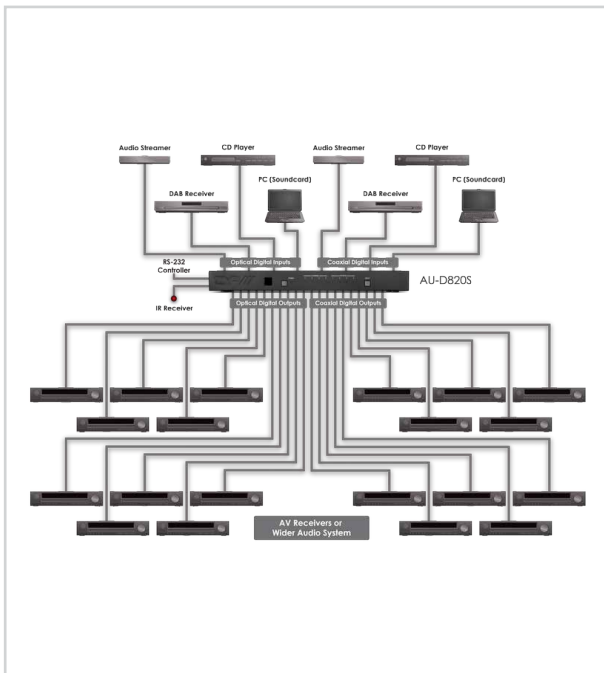 Audio Streamer
CD Player
Audio Streamer
CD Player
PC (Soundcard)
PC (Soundcard)
DAB Receiver
DAB Receiver
RS-232
Controller
Optical Digital Inputs
Coaxial Digital Inputs
AU-D820S
IR Receiver
Optical Digital Outputs
Coaxial Digital Outputs
AV Receivers or
Wider Audio System